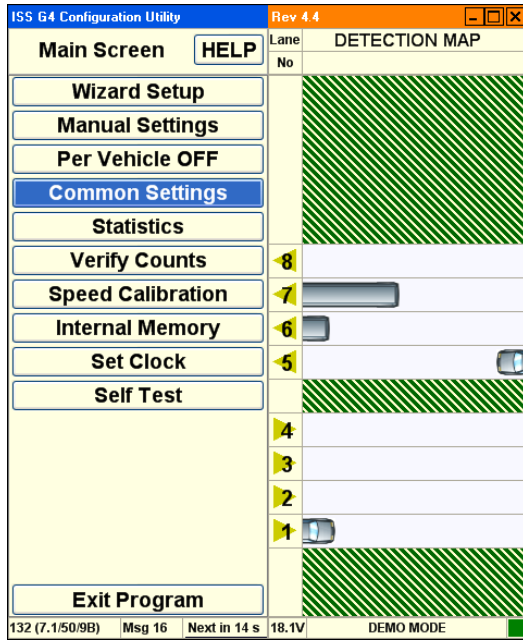 ISS G4 Configuration Utility Rev 4.4
Main Screen HELP
Lane No
DETECTION MAP
Wizard Setup
Manual Settings
Per Vehicle OFF
Common Settings
Statistics
Verify Counts
Speed Calibration
Internal Memory
Set Clock
Self Test
Exit Program
8
7
6
5
4
3
2
1
132 (7.1/50/9B) Msg 16 Next in 14 s 18.1V DEMO MODE